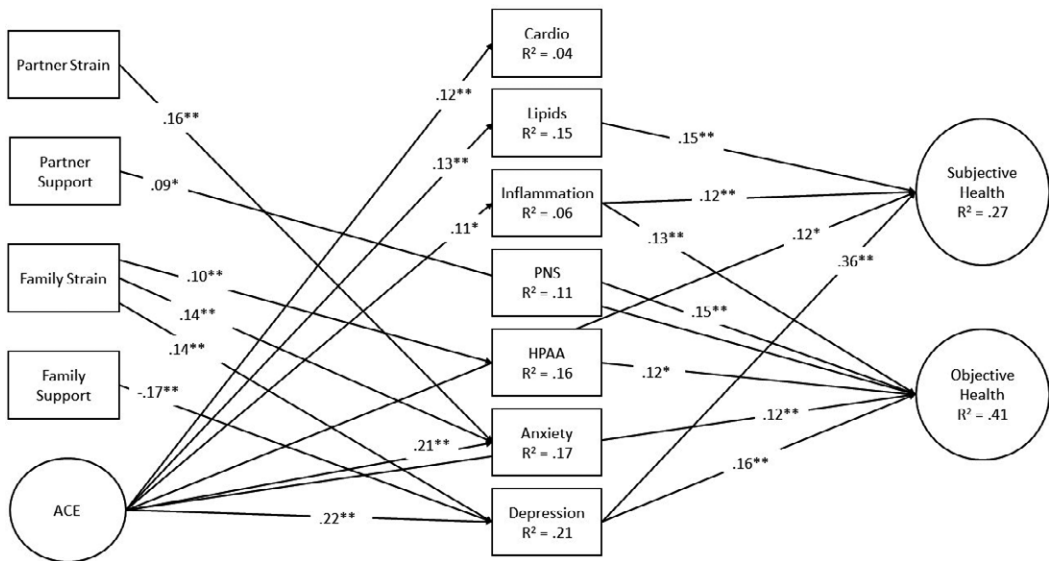 Partner Strain
Partner
Support
Family Strain
Family
Support
ACE
.16**
.09*
.10**
.14**
.14**
-.17**
.12**
.13**
.11*
.21**
.22**
Cardio
R² = .04
Lipids
R² = .15
Inflammation
R² = .06
PNS
R² = .11
HPAA
R² = .16
Anxiety
R² = .17
Depression
R² = .21
.15**
.12**
.13**
.12*
.36**
.15**
.12*
.12**
.16**
Subjective
Health
R² = .27
Objective
Health
R² = .41